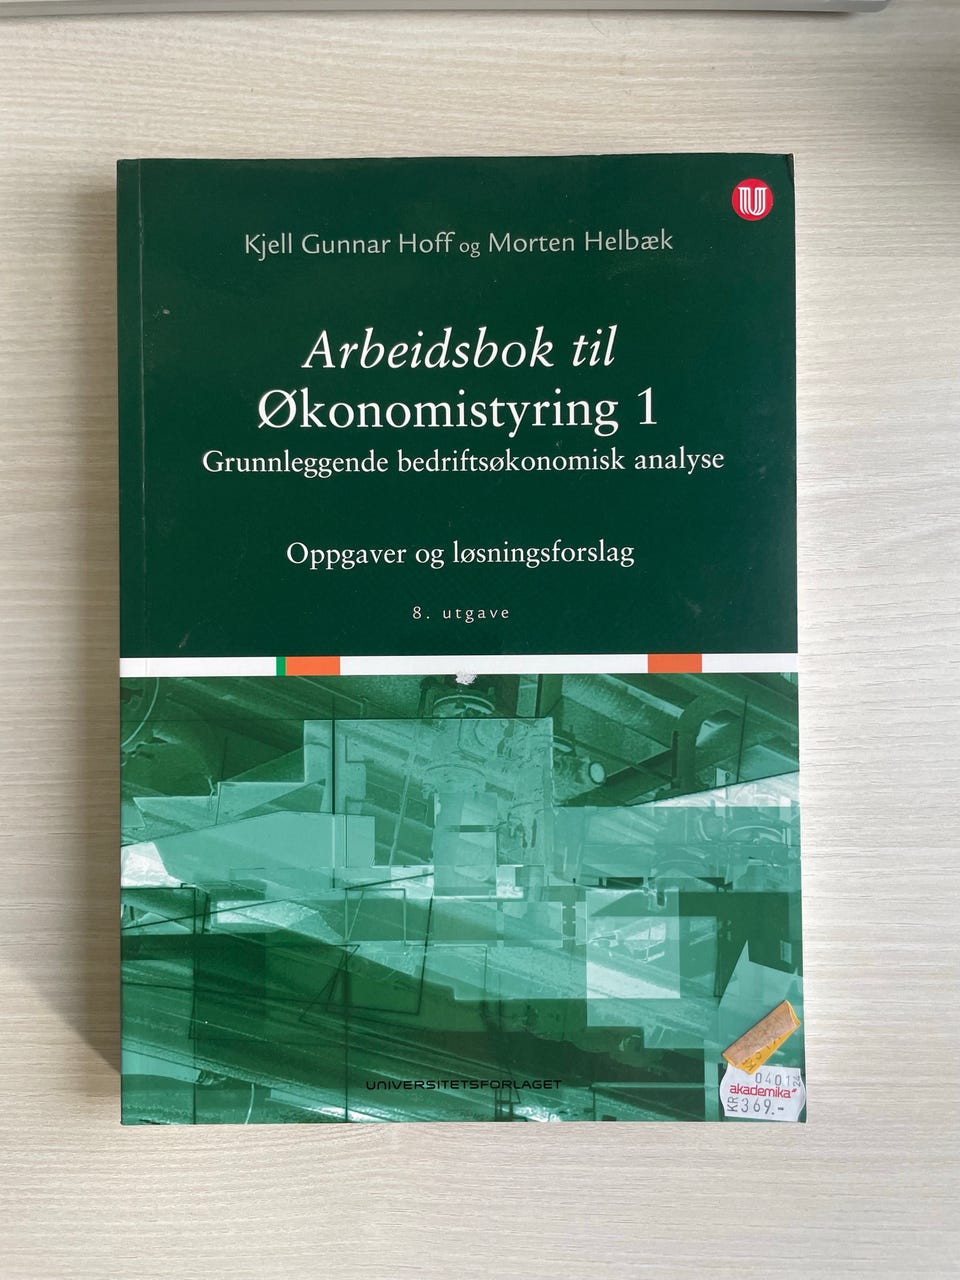 Kjell Gunnar Hoff og Morten Helbæk
Arbeidsbok til
Økonomistyring 1
Grunnleggende bedriftsøkonomisk analyse
Oppgaver og løsningsforslag
8. utgave
UNIVERSITETSFORLAGET
0401
akademika
KR 369.-